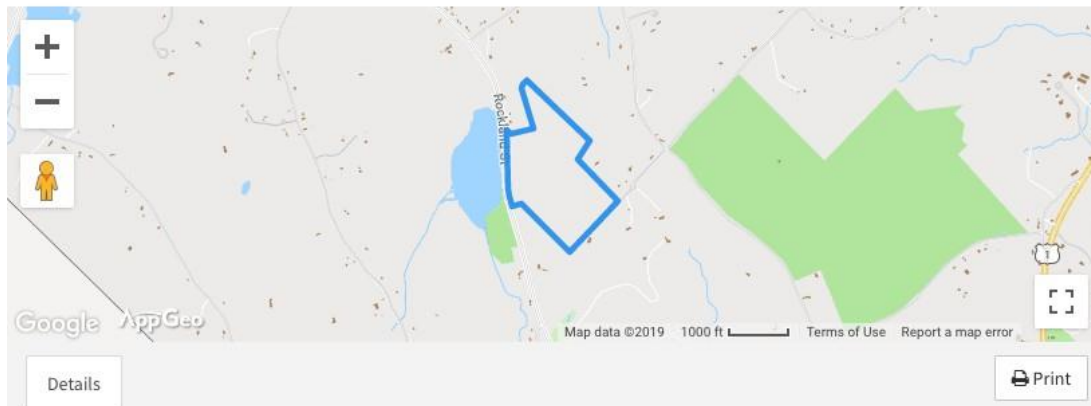 +
−
Rockland St
1
Google AppGeo
Map data ©2019 1000 ft Terms of Use Report a map error
Details
Print